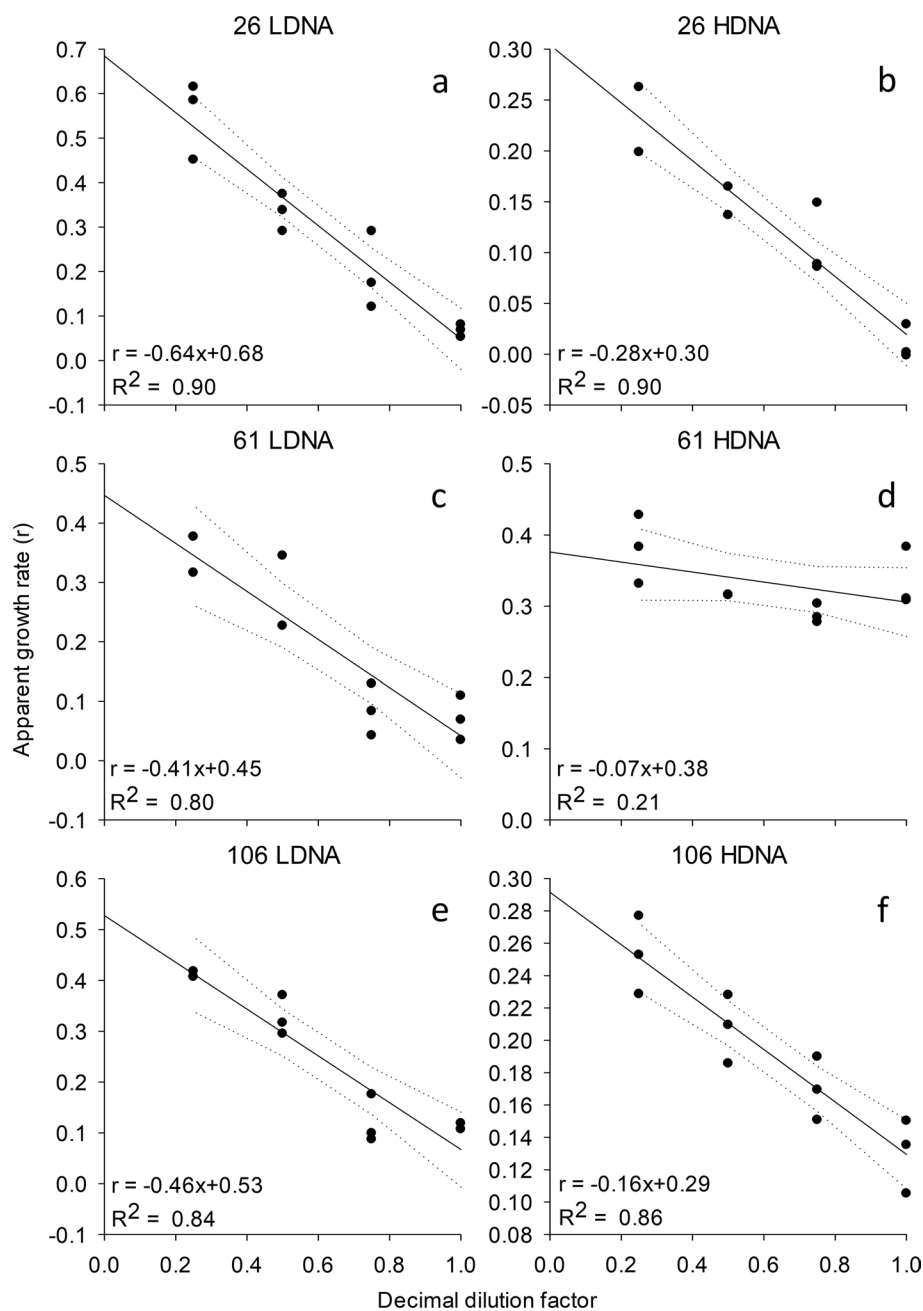 26 LDNA
26 HDNA
0.7
0.6
0.5
0.4
0.3
0.2
0.1
0.0
-0.1
a
r = -0.64x+0.68
R2 = 0.90
0.30
0.25
0.20
0.15
0.10
0.05
0.00
-0.05
b
r = -0.28x+0.30
R2 = 0.90
61 LDNA
61 HDNA
Apparent growth rate (r)
0.5
0.4
0.3
0.2
0.1
0.0
-0.1
c
r = -0.41x+0.45
R2 = 0.80
0.5
0.4
0.3
0.2
0.1
0.0
d
r = -0.07x+0.38
R2 = 0.21
106 LDNA
106 HDNA
0.6
0.5
0.4
0.3
0.2
0.1
0.0
-0.1
e
r = -0.46x+0.53
R2 = 0.84
0.0 0.2 0.4 0.6 0.8 1.0
0.30
0.28
0.26
0.24
0.22
0.20
0.18
0.16
0.14
0.12
0.10
0.08
f
r = -0.16x+0.29
R2 = 0.86
0.0 0.2 0.4 0.6 0.8 1.0
Decimal dilution factor